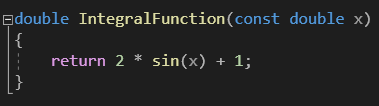 double IntegralFunction(const double x)
{
    return 2 * sin(x) + 1;
}